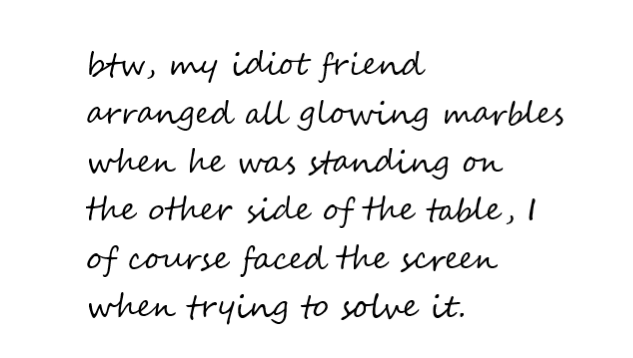 btw, my idiot friend
arranged all glowing marbles
when he was standing on
the other side of the table, I
of course faced the screen
when trying to solve it.